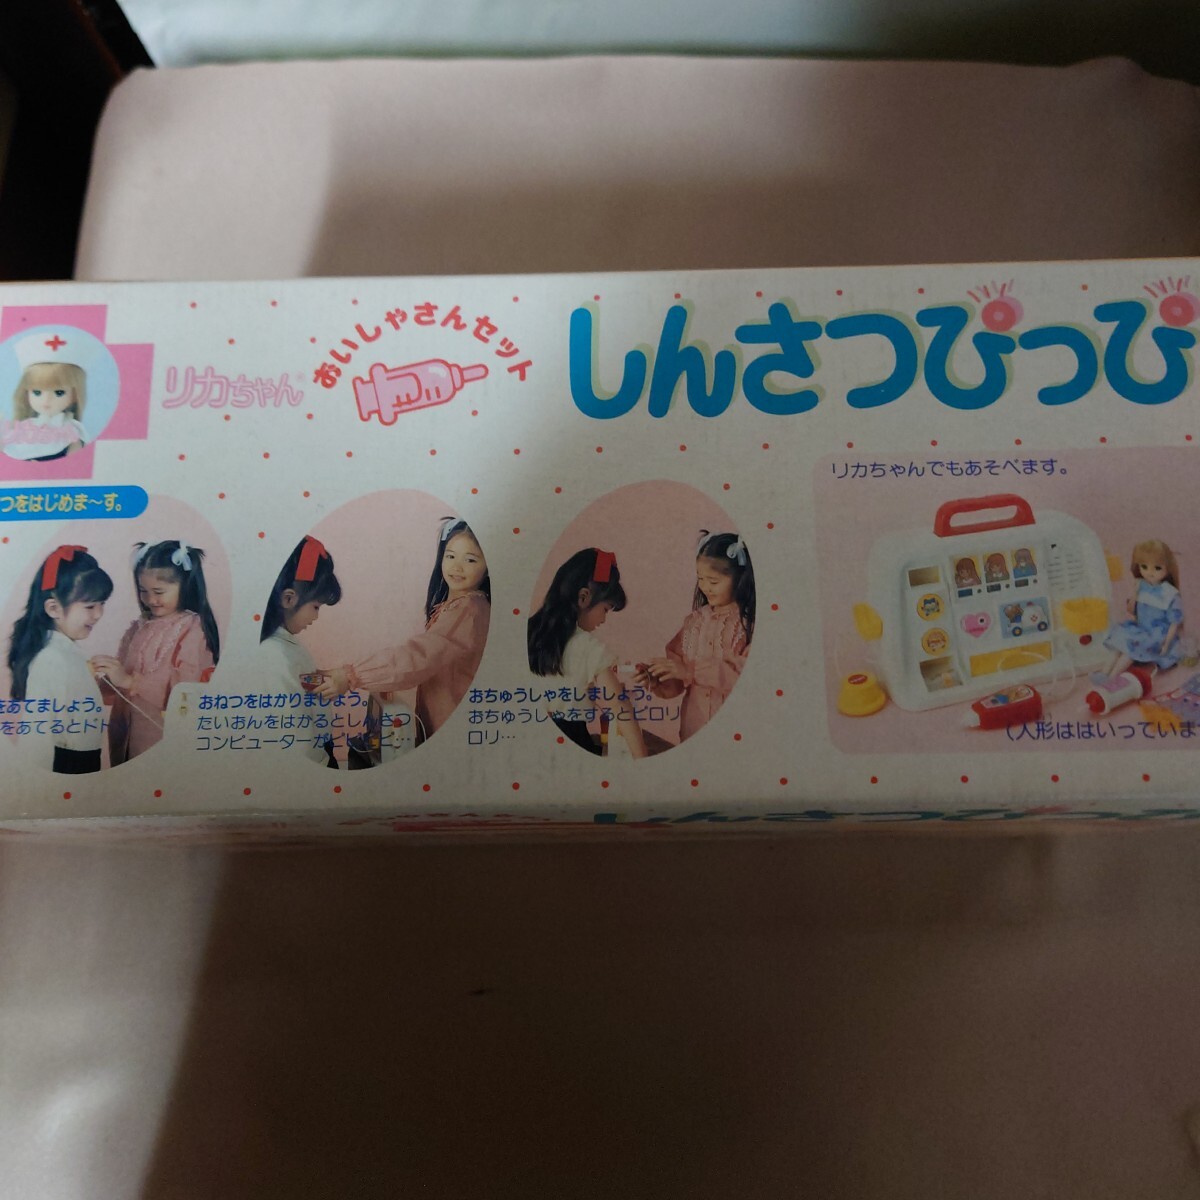 リカちゃん
おいしゃさんセット
しんさつぴっぴ
つをはじめま〜す。
リカちゃんでもあそべます。
をあてましょう。
をあてるとドト
おねつをはかりましょう。
たいおんをはかるとしんさつ
コンピューターがピピピピ…
おちゅうしゃをしましょう。
おちゅうしゃをするとピロリ
ロリ…
（人形ははいっていませ